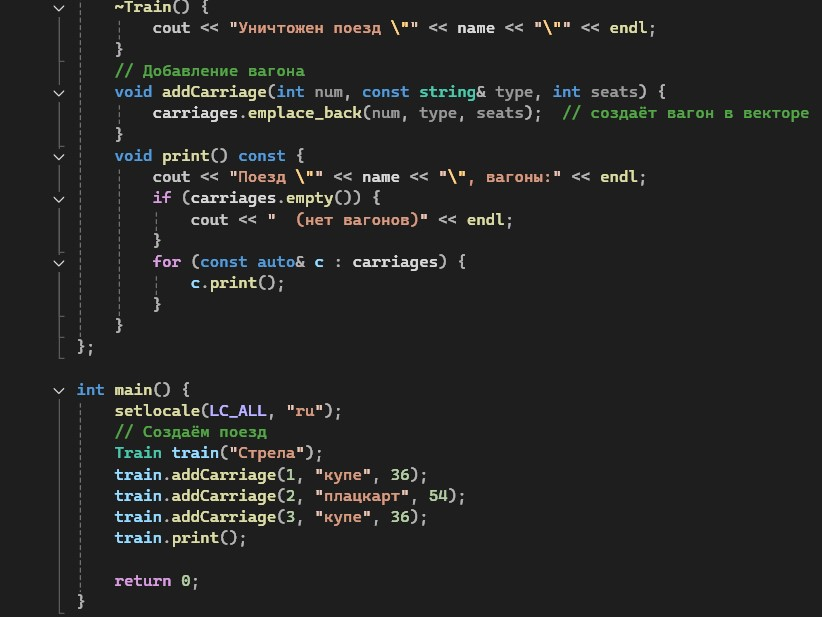 ~Train() {
cout << "Уничтожен поезд \"" << name << "\"" << endl;
}
// Добавление вагона
void addCarriage(int num, const string& type, int seats) {
carriages.emplace_back(num, type, seats);  // создаёт вагон в векторе
}
void print() const {
cout << "Поезд \"" << name << "\", вагоны:" << endl;
if (carriages.empty()) {
cout << "  (нет вагонов)" << endl;
}
for (const auto& c : carriages) {
c.print();
}
}
};
int main() {
setlocale(LC_ALL, "ru");
// Создаём поезд
Train train("Стрела");
train.addCarriage(1, "купе", 36);
train.addCarriage(2, "плацкарт", 54);
train.addCarriage(3, "купе", 36);
train.print();
return 0;
}